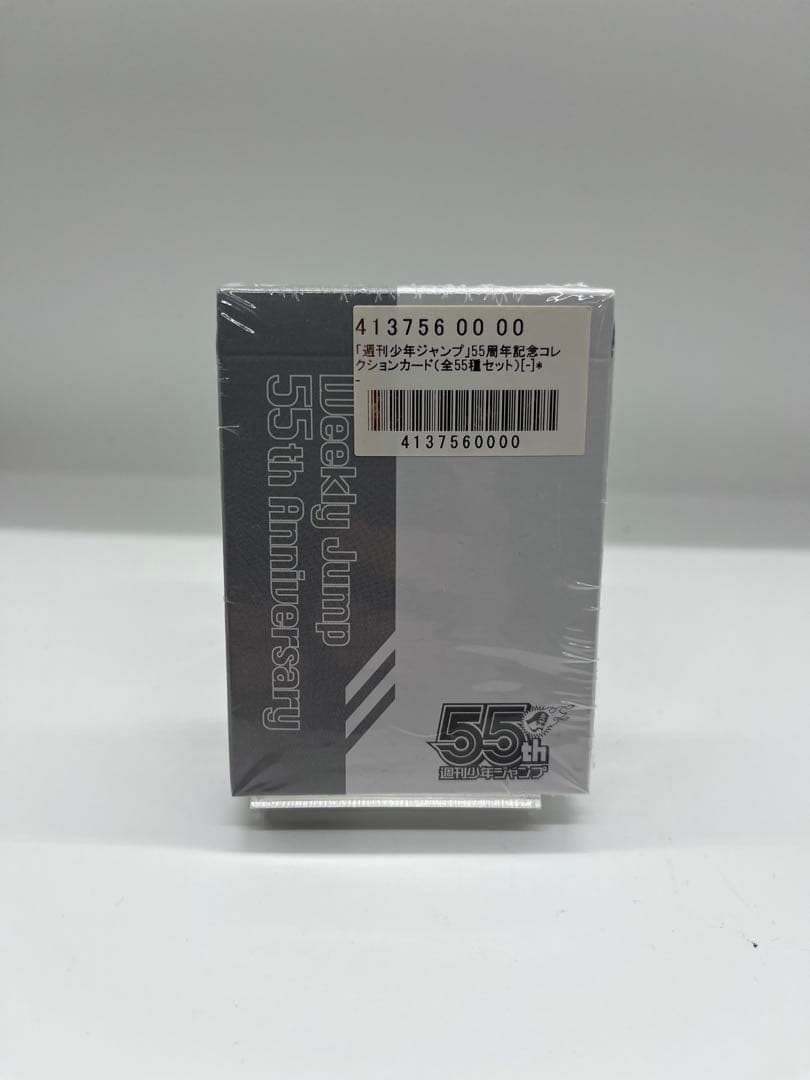 413756 00 00
「週刊少年ジャンプ」55周年記念コレ
クションカード(全55種セット)[-]*
-
4137560000
Weekly Jump
55th Anniversary
55th
週刊少年ジャンプ